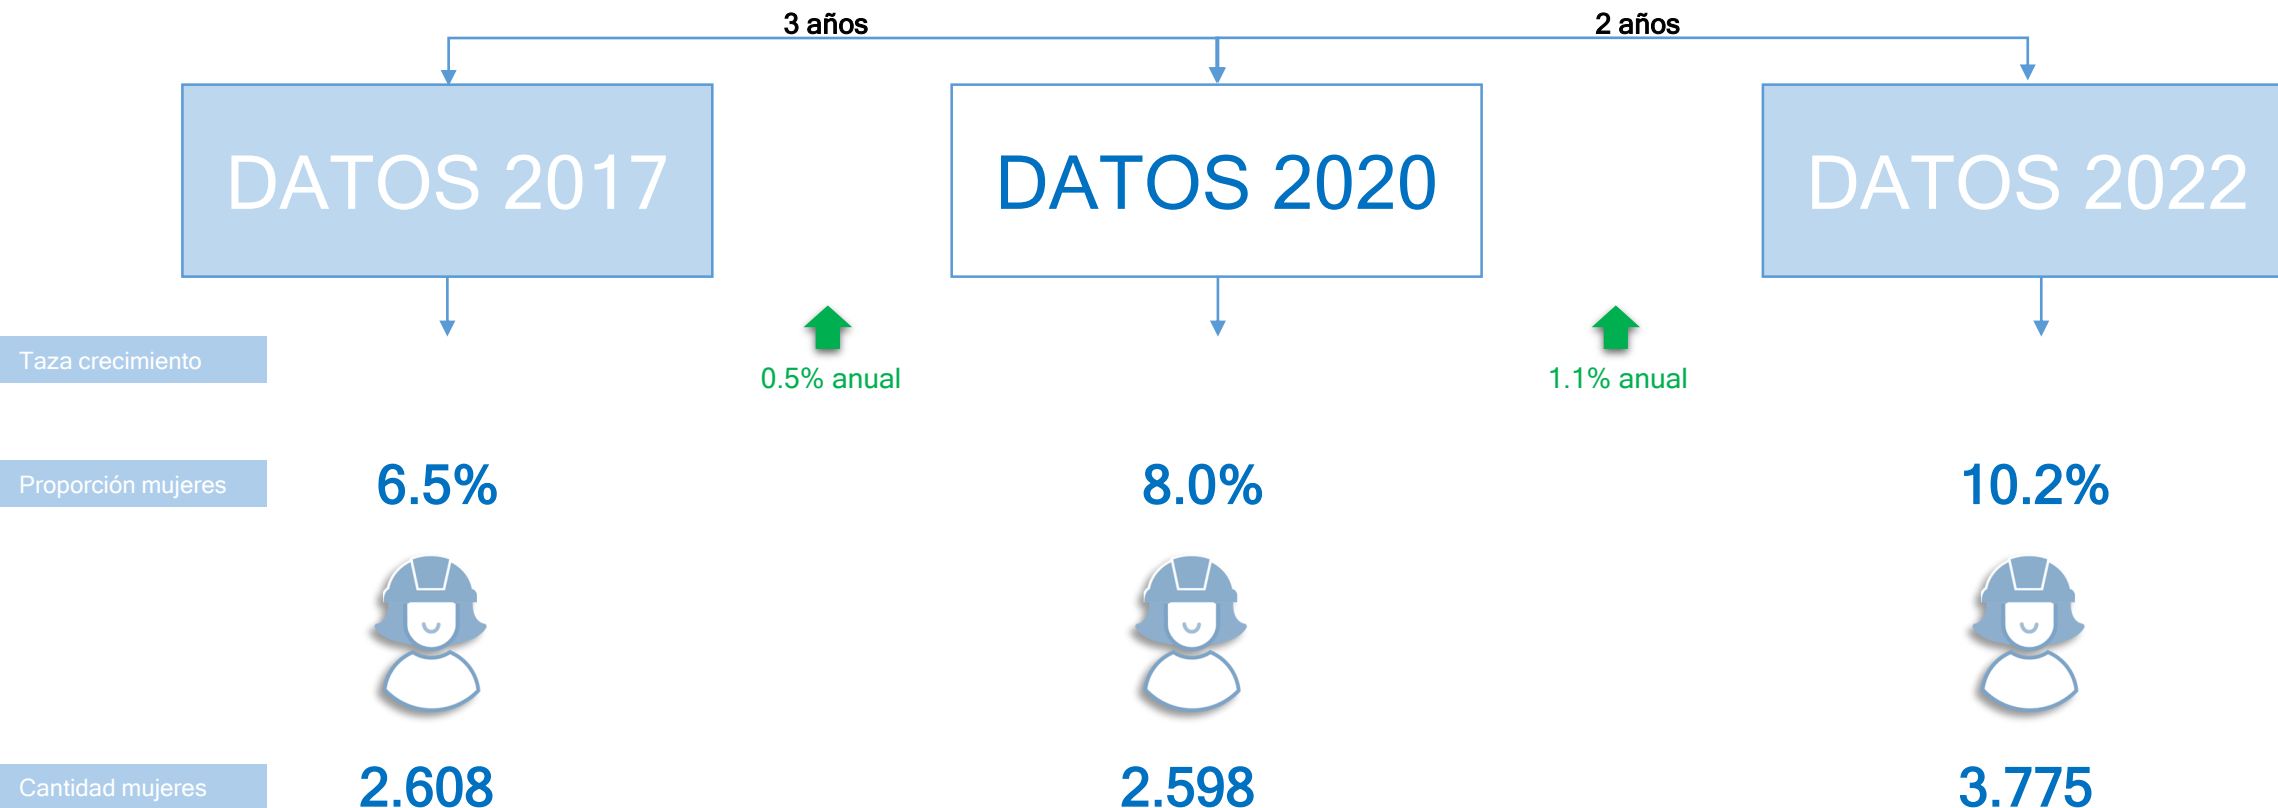 3 años
2 años
DATOS 2017
DATOS 2020
DATOS 2022
Taza crecimiento
0.5% anual
1.1% anual
Proporción mujeres
6.5%
8.0%
10.2%
Cantidad mujeres
2.608
2.598
3.775